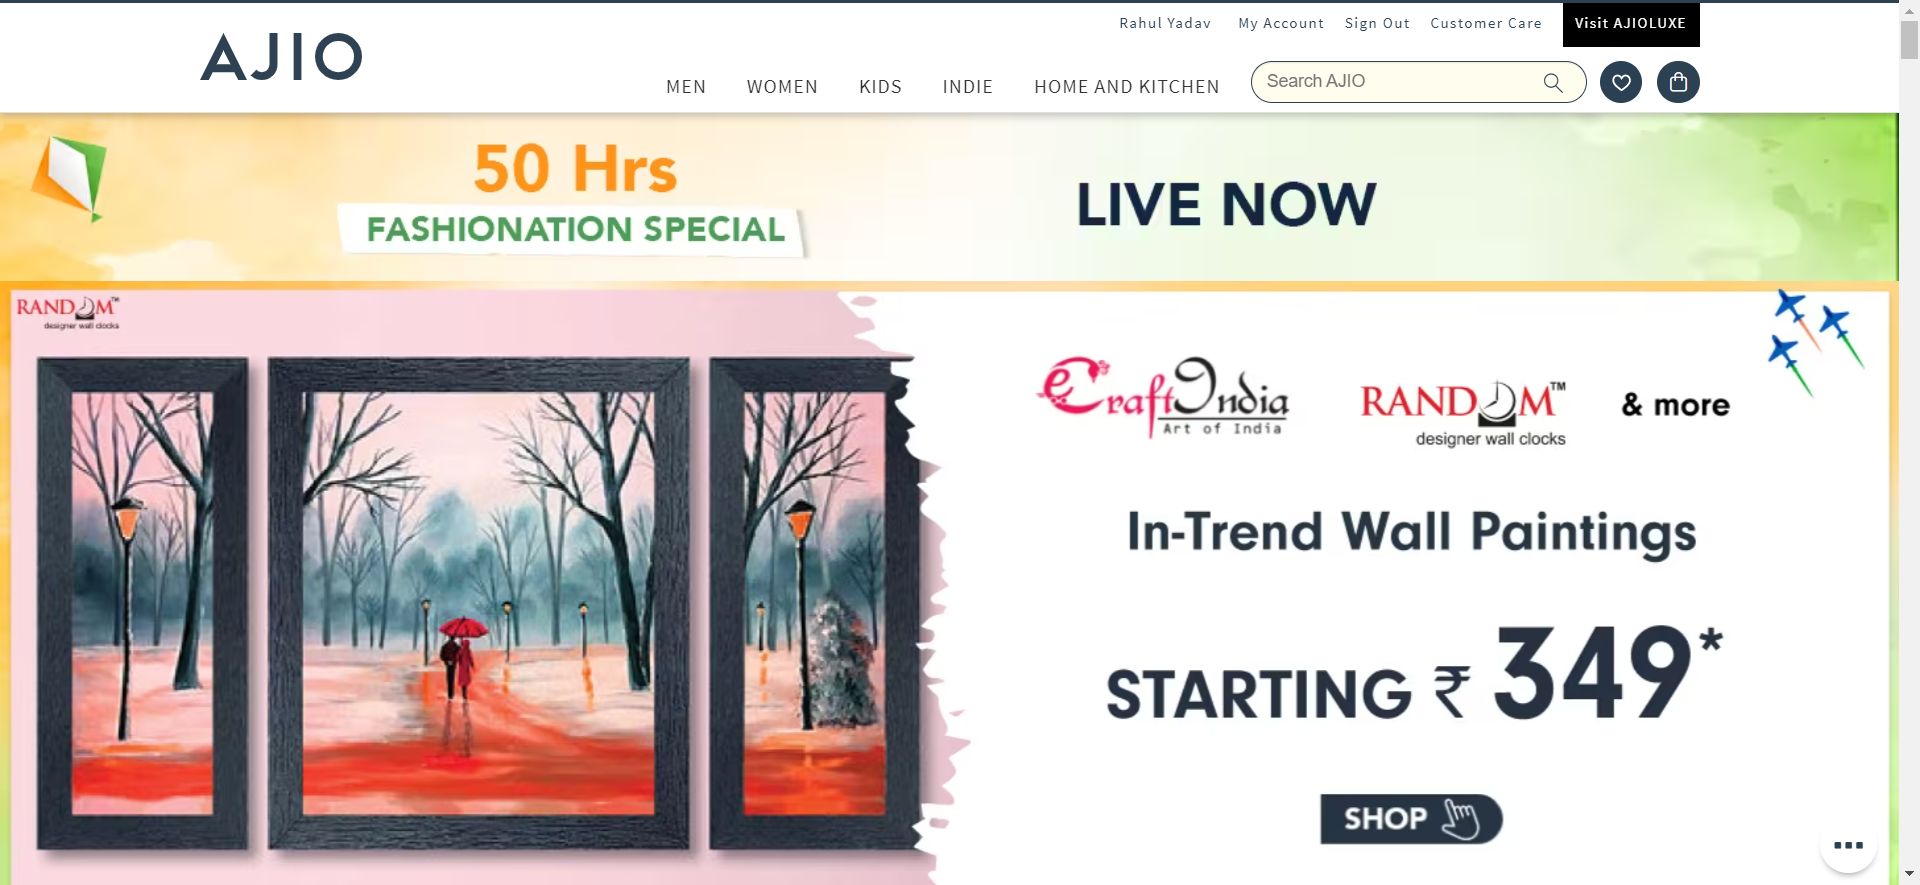 Rahul Yadav My Account Sign Out Customer Care Visit AJIOLUXE
AJIO
MEN WOMEN KIDS INDIE HOME AND KITCHEN Search AJIO
50 Hrs
FASHIONATION SPECIAL
LIVE NOW
RANDOM™
designer wall clocks
eCraftIndia
Art of India
RANDOM™
designer wall clocks
& more
In-Trend Wall Paintings
STARTING ₹ 349*
SHOP